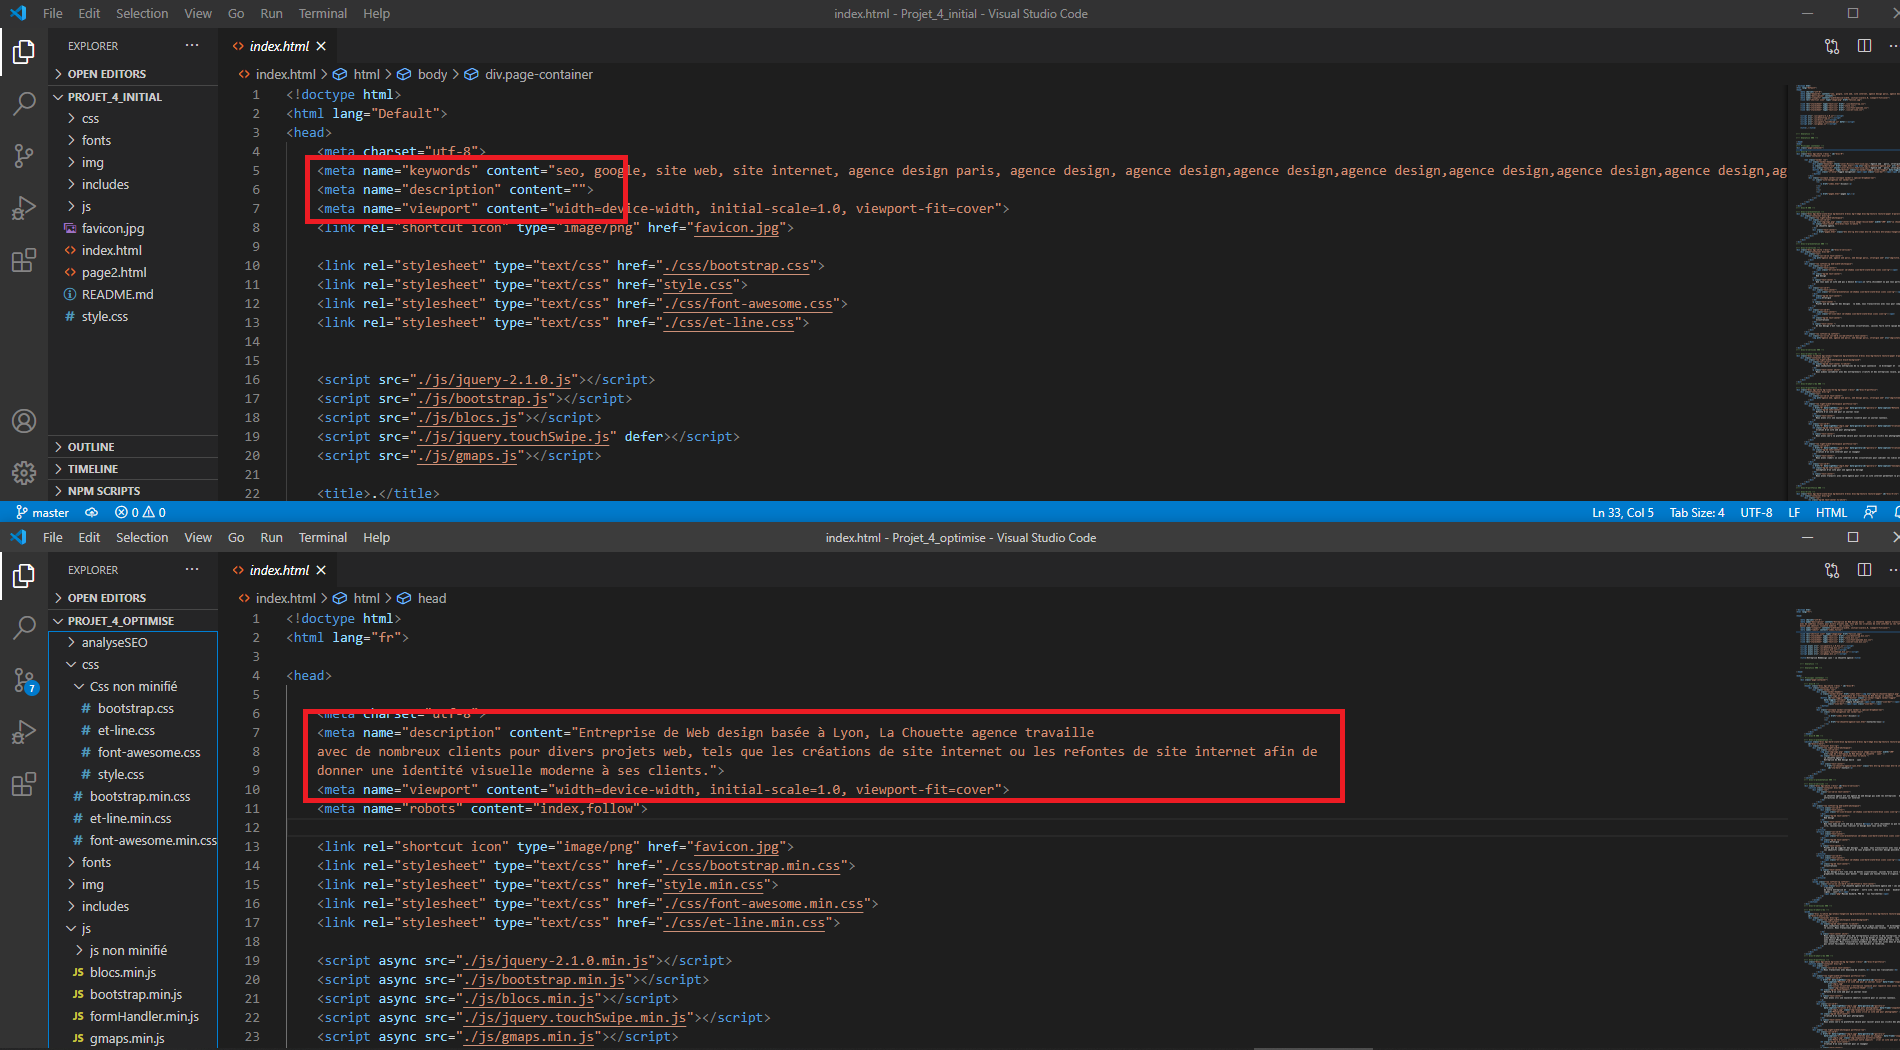 File Edit Selection View Go Run Terminal Help
index.html - Projet_4_initial - Visual Studio Code
EXPLORER ···
OPEN EDITORS
PROJET_4_INITIAL
css
fonts
img
includes
js
favicon.jpg
index.html
page2.html
README.md
style.css
OUTLINE
TIMELINE
NPM SCRIPTS
index.html
index.html > html > body > div.page-container
1 <!doctype html>
2 <html lang="Default">
3 <head>
4 <meta charset="utf-8">
5 <meta name="keywords" content="seo, google, site web, site internet, agence design paris, agence design, agence design,agence design,agence design,agence design,agence design,agence design,ag
6 <meta name="description" content="">
7 <meta name="viewport" content="width=device-width, initial-scale=1.0, viewport-fit=cover">
8 <link rel="shortcut icon" type="image/png" href="favicon.jpg">
9
10 <link rel="stylesheet" type="text/css" href="./css/bootstrap.css">
11 <link rel="stylesheet" type="text/css" href="style.css">
12 <link rel="stylesheet" type="text/css" href="./css/font-awesome.css">
13 <link rel="stylesheet" type="text/css" href="./css/et-line.css">
14
15
16 <script src="./js/jquery-2.1.0.js"></script>
17 <script src="./js/bootstrap.js"></script>
18 <script src="./js/blocs.js"></script>
19 <script src="./js/jquery.touchSwipe.js" defer></script>
20 <script src="./js/gmaps.js"></script>
21
22 <title>.</title>
master 0 0
Ln 33, Col 5 Tab Size: 4 UTF-8 LF HTML
File Edit Selection View Go Run Terminal Help
index.html - Projet_4_optimise - Visual Studio Code
EXPLORER ···
OPEN EDITORS
PROJET_4_OPTIMISE
analyseSEO
css
Css non minifié
bootstrap.css
et-line.css
font-awesome.css
style.css
bootstrap.min.css
et-line.min.css
font-awesome.min.css
fonts
img
includes
js
js non minifié
blocs.min.js
bootstrap.min.js
formHandler.min.js
gmaps.min.js
7
index.html
index.html > html > head
1 <!doctype html>
2 <html lang="fr">
3
4 <head>
5
6 <meta charset="utf-8">
7 <meta name="description" content="Entreprise de Web design basée à Lyon, La Chouette agence travaille
8 avec de nombreux clients pour divers projets web, tels que les créations de site internet ou les refontes de site internet afin de
9 donner une identité visuelle moderne à ses clients.">
10 <meta name="viewport" content="width=device-width, initial-scale=1.0, viewport-fit=cover">
11 <meta name="robots" content="index,follow">
12
13 <link rel="shortcut icon" type="image/png" href="favicon.jpg">
14 <link rel="stylesheet" type="text/css" href="./css/bootstrap.min.css">
15 <link rel="stylesheet" type="text/css" href="style.min.css">
16 <link rel="stylesheet" type="text/css" href="./css/font-awesome.min.css">
17 <link rel="stylesheet" type="text/css" href="./css/et-line.min.css">
18
19 <script async src="./js/jquery-2.1.0.min.js"></script>
20 <script async src="./js/bootstrap.min.js"></script>
21 <script async src="./js/blocs.min.js"></script>
22 <script async src="./js/jquery.touchSwipe.min.js"></script>
23 <script async src="./js/gmaps.min.js"></script>